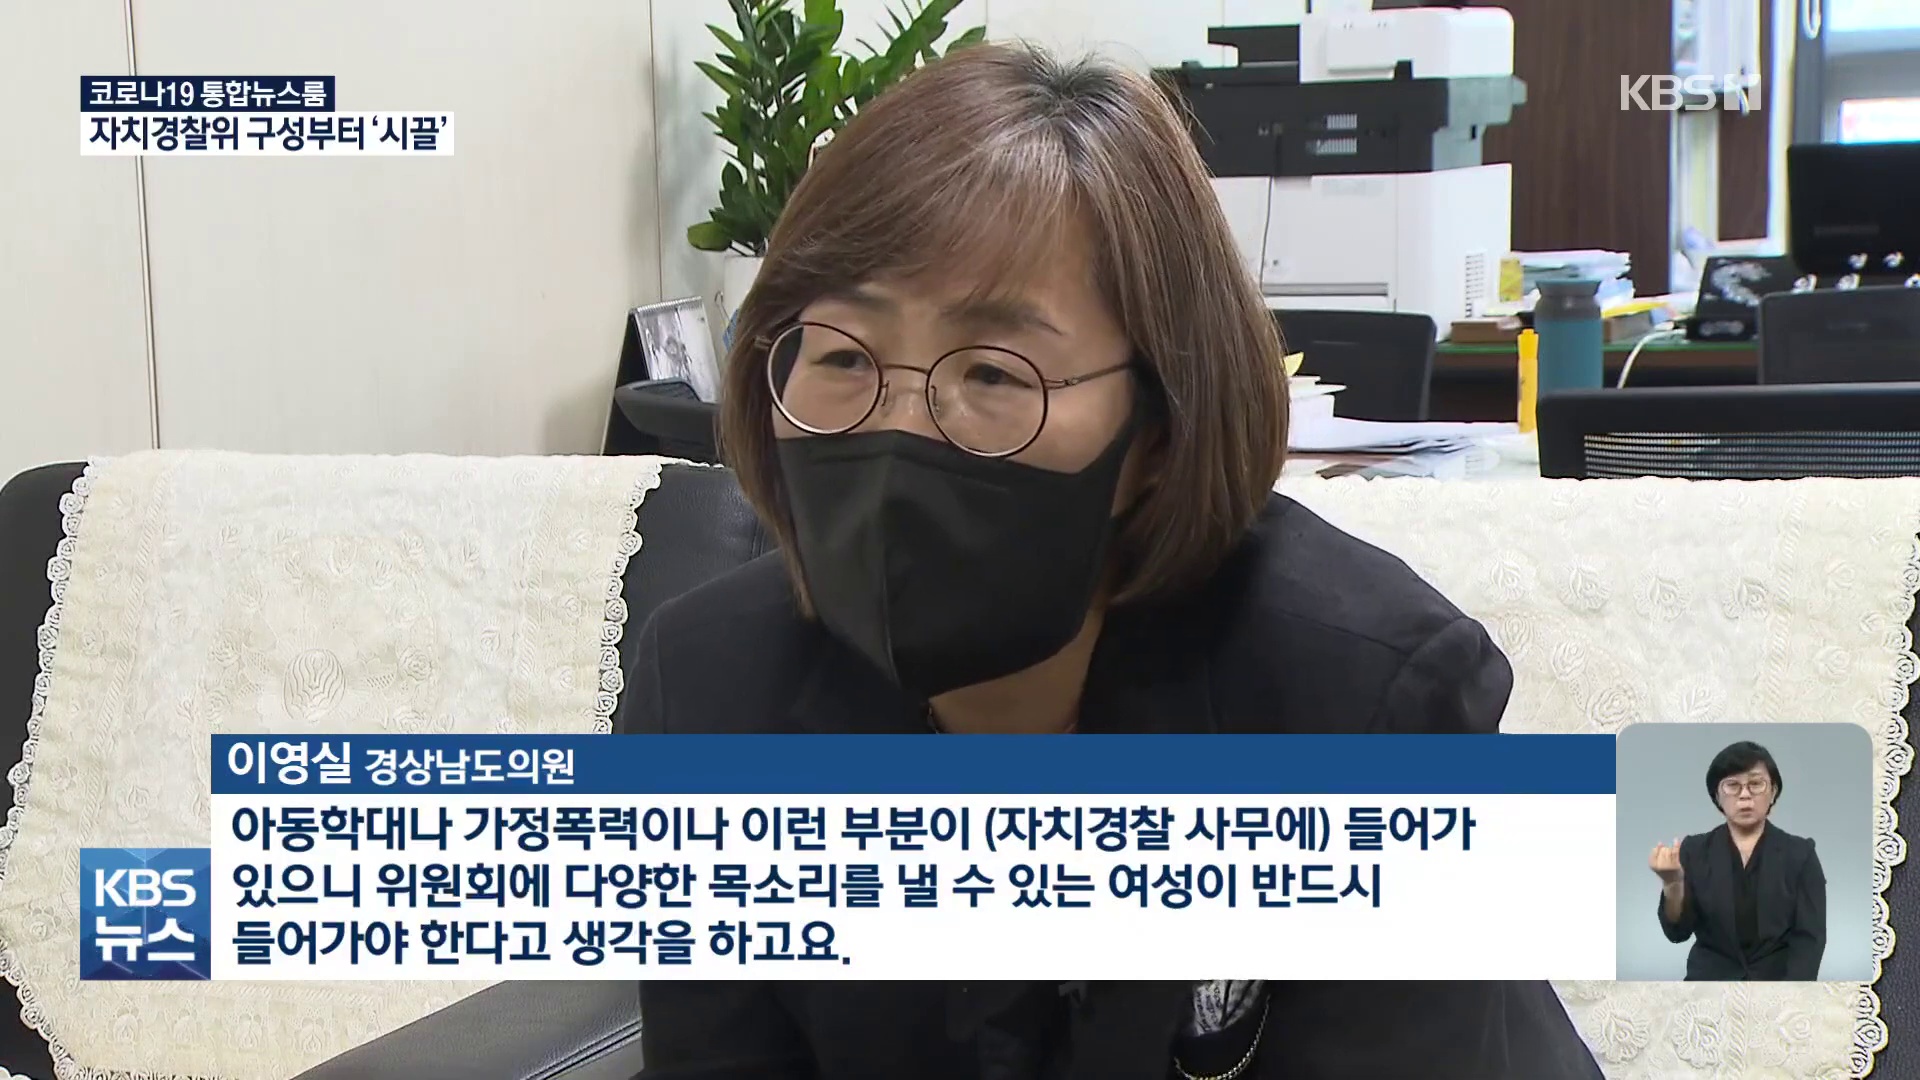 코로나19 통합뉴스룸
자치경찰위 구성부터 ‘시끌’
KBS 1
이영실 경상남도의원
아동학대나 가정폭력이나 이런 부분이 (자치경찰 사무에) 들어가
있으니 위원회에 다양한 목소리를 낼 수 있는 여성이 반드시
들어가야 한다고 생각을 하고요.
KBS
뉴스